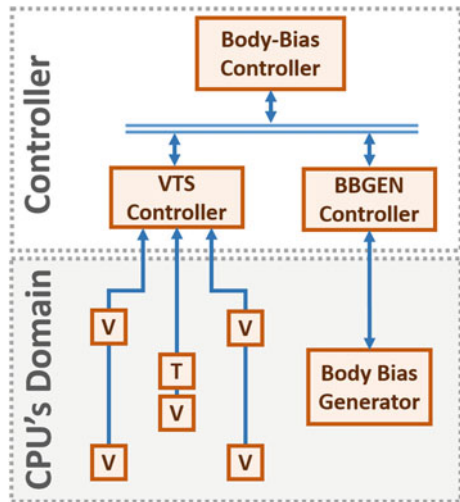 Controller
Body-Bias
Controller
VTS
Controller
BBGEN
Controller
CPU's Domain
V
V
T
V
Body Bias
Generator
V
V